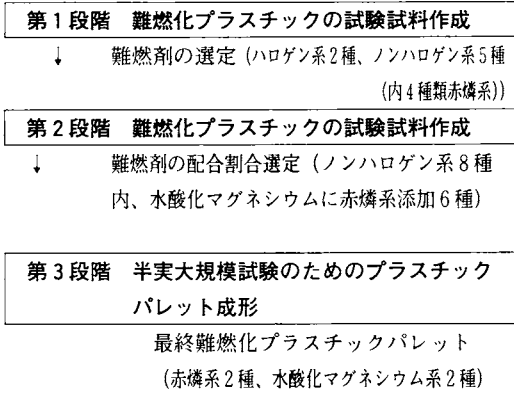 第1段階 難燃化プラスチックの試験試料作成
↓ 難燃剤の選定 (ハロゲン系2種、ノンハロゲン系5種
(内4種類赤燐系))
第2段階 難燃化プラスチックの試験試料作成
↓ 難燃剤の配合割合選定 (ノンハロゲン系8種
内、水酸化マグネシウムに赤燐系添加6種)
第3段階 半実大規模試験のためのプラスチック
パレット成形
最終難燃化プラスチックパレット
(赤燐系2種、水酸化マグネシウム系2種)